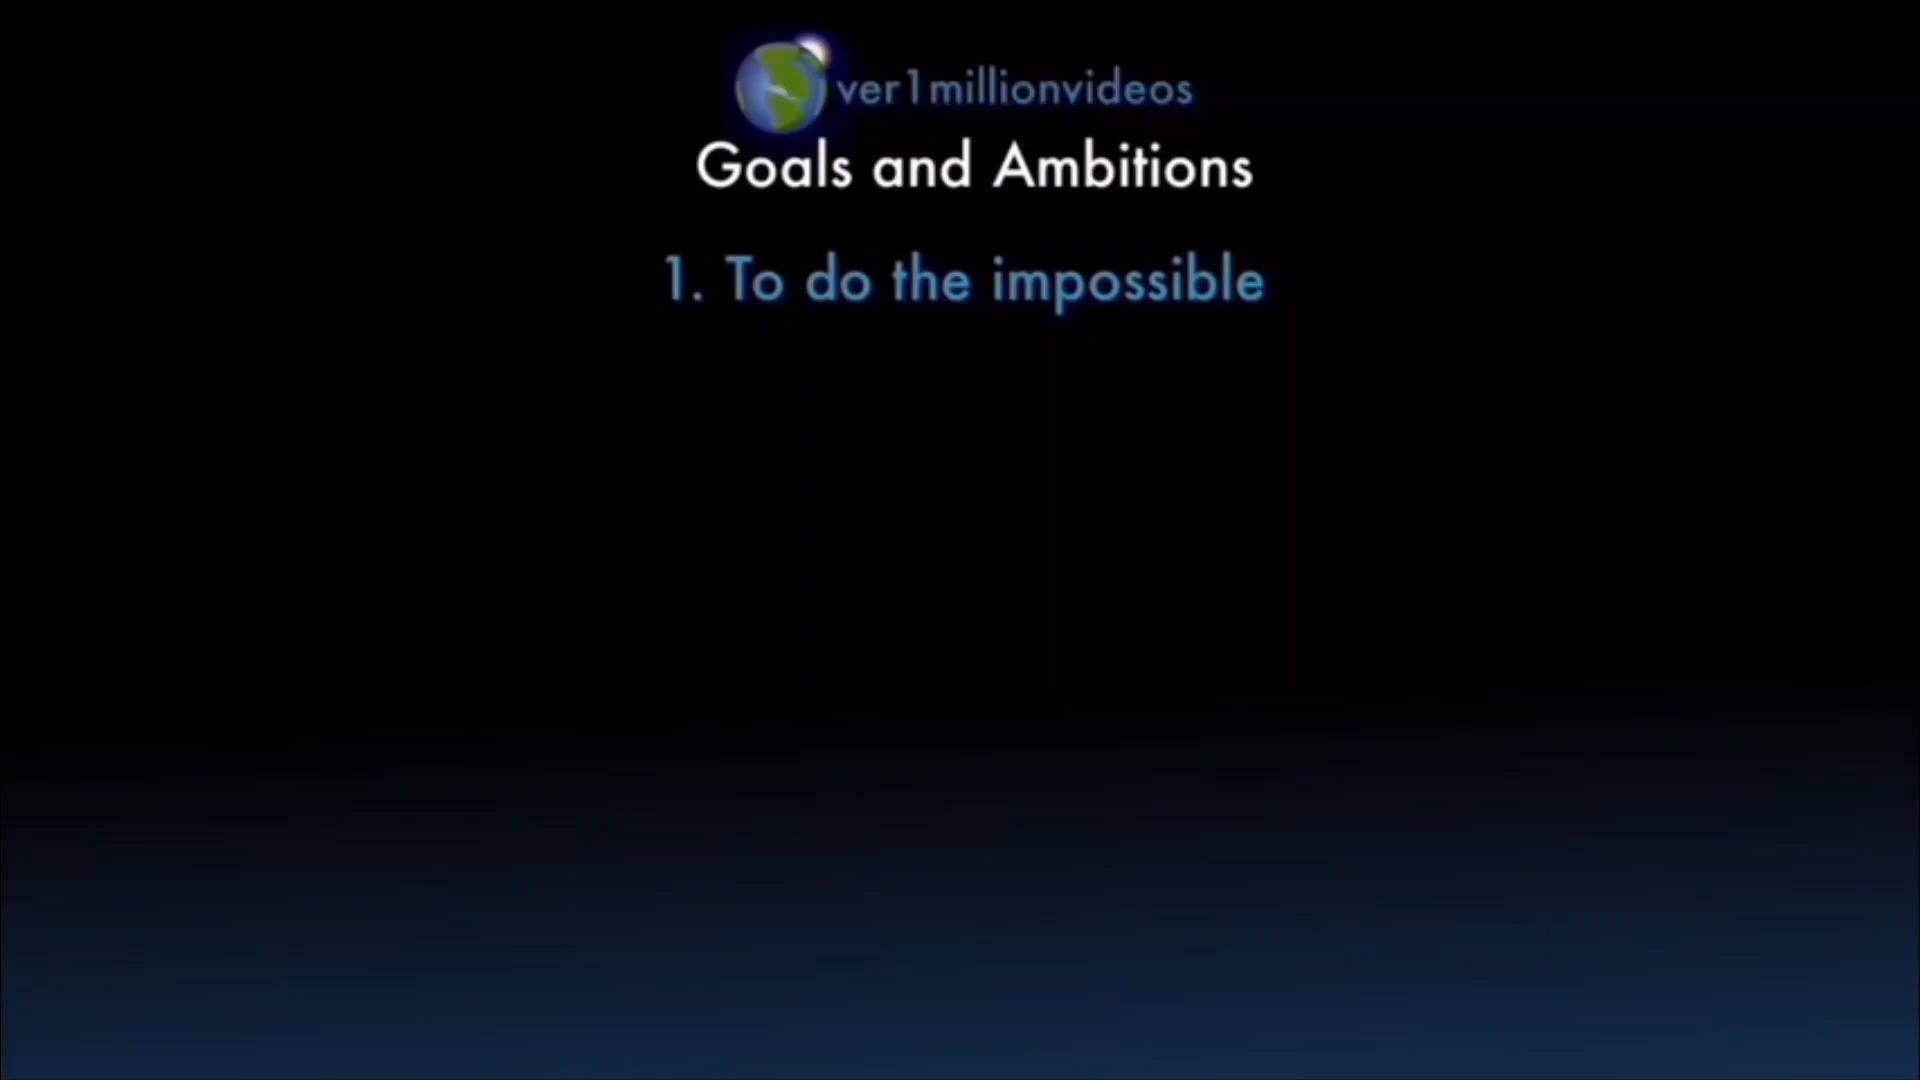 ver1millionvideos
Goals and Ambitions
1. To do the impossible